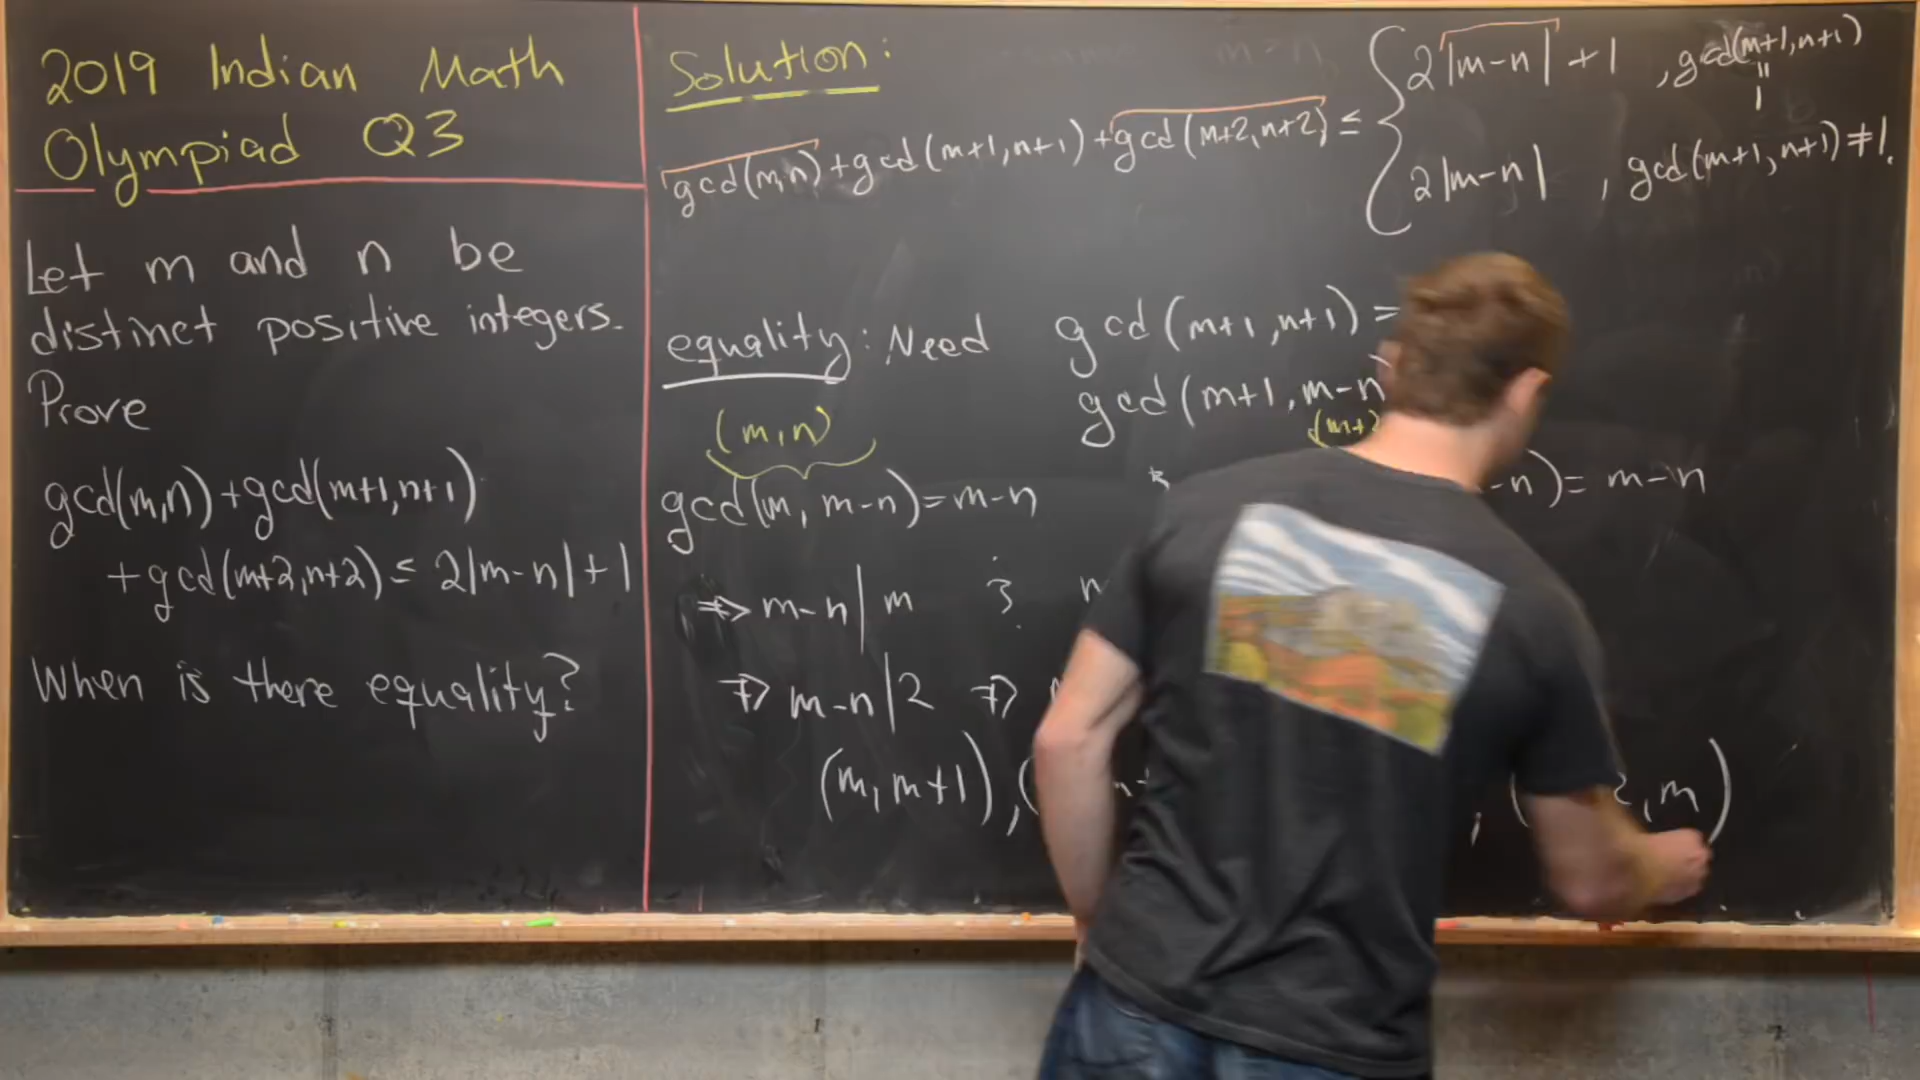 2019 Indian Math
Olympiad Q3
Let m and n be
distinct positive integers.
Prove
gcd(m,n)+gcd(m+1,n+1)
+gcd(m+2,n+2) ≤ 2|m-n|+1
When is there equality?
Solution:
gcd(m,n)+gcd(m+1,n+1)+gcd(m+2,n+2) ≤
2|m-n|+1 , gcd(m+1,n+1)
=
1
2|m-n| , gcd(m+1,n+1)≠1.
equality: Need gcd(m+1,n+1)=
gcd(m+1,m-n
(m,n)
gcd(m,m-n)=m-n
-n)=m-n
⇒ m-n|m
⇒ m-n|2 ⇒
(m,m+1),(
,m)